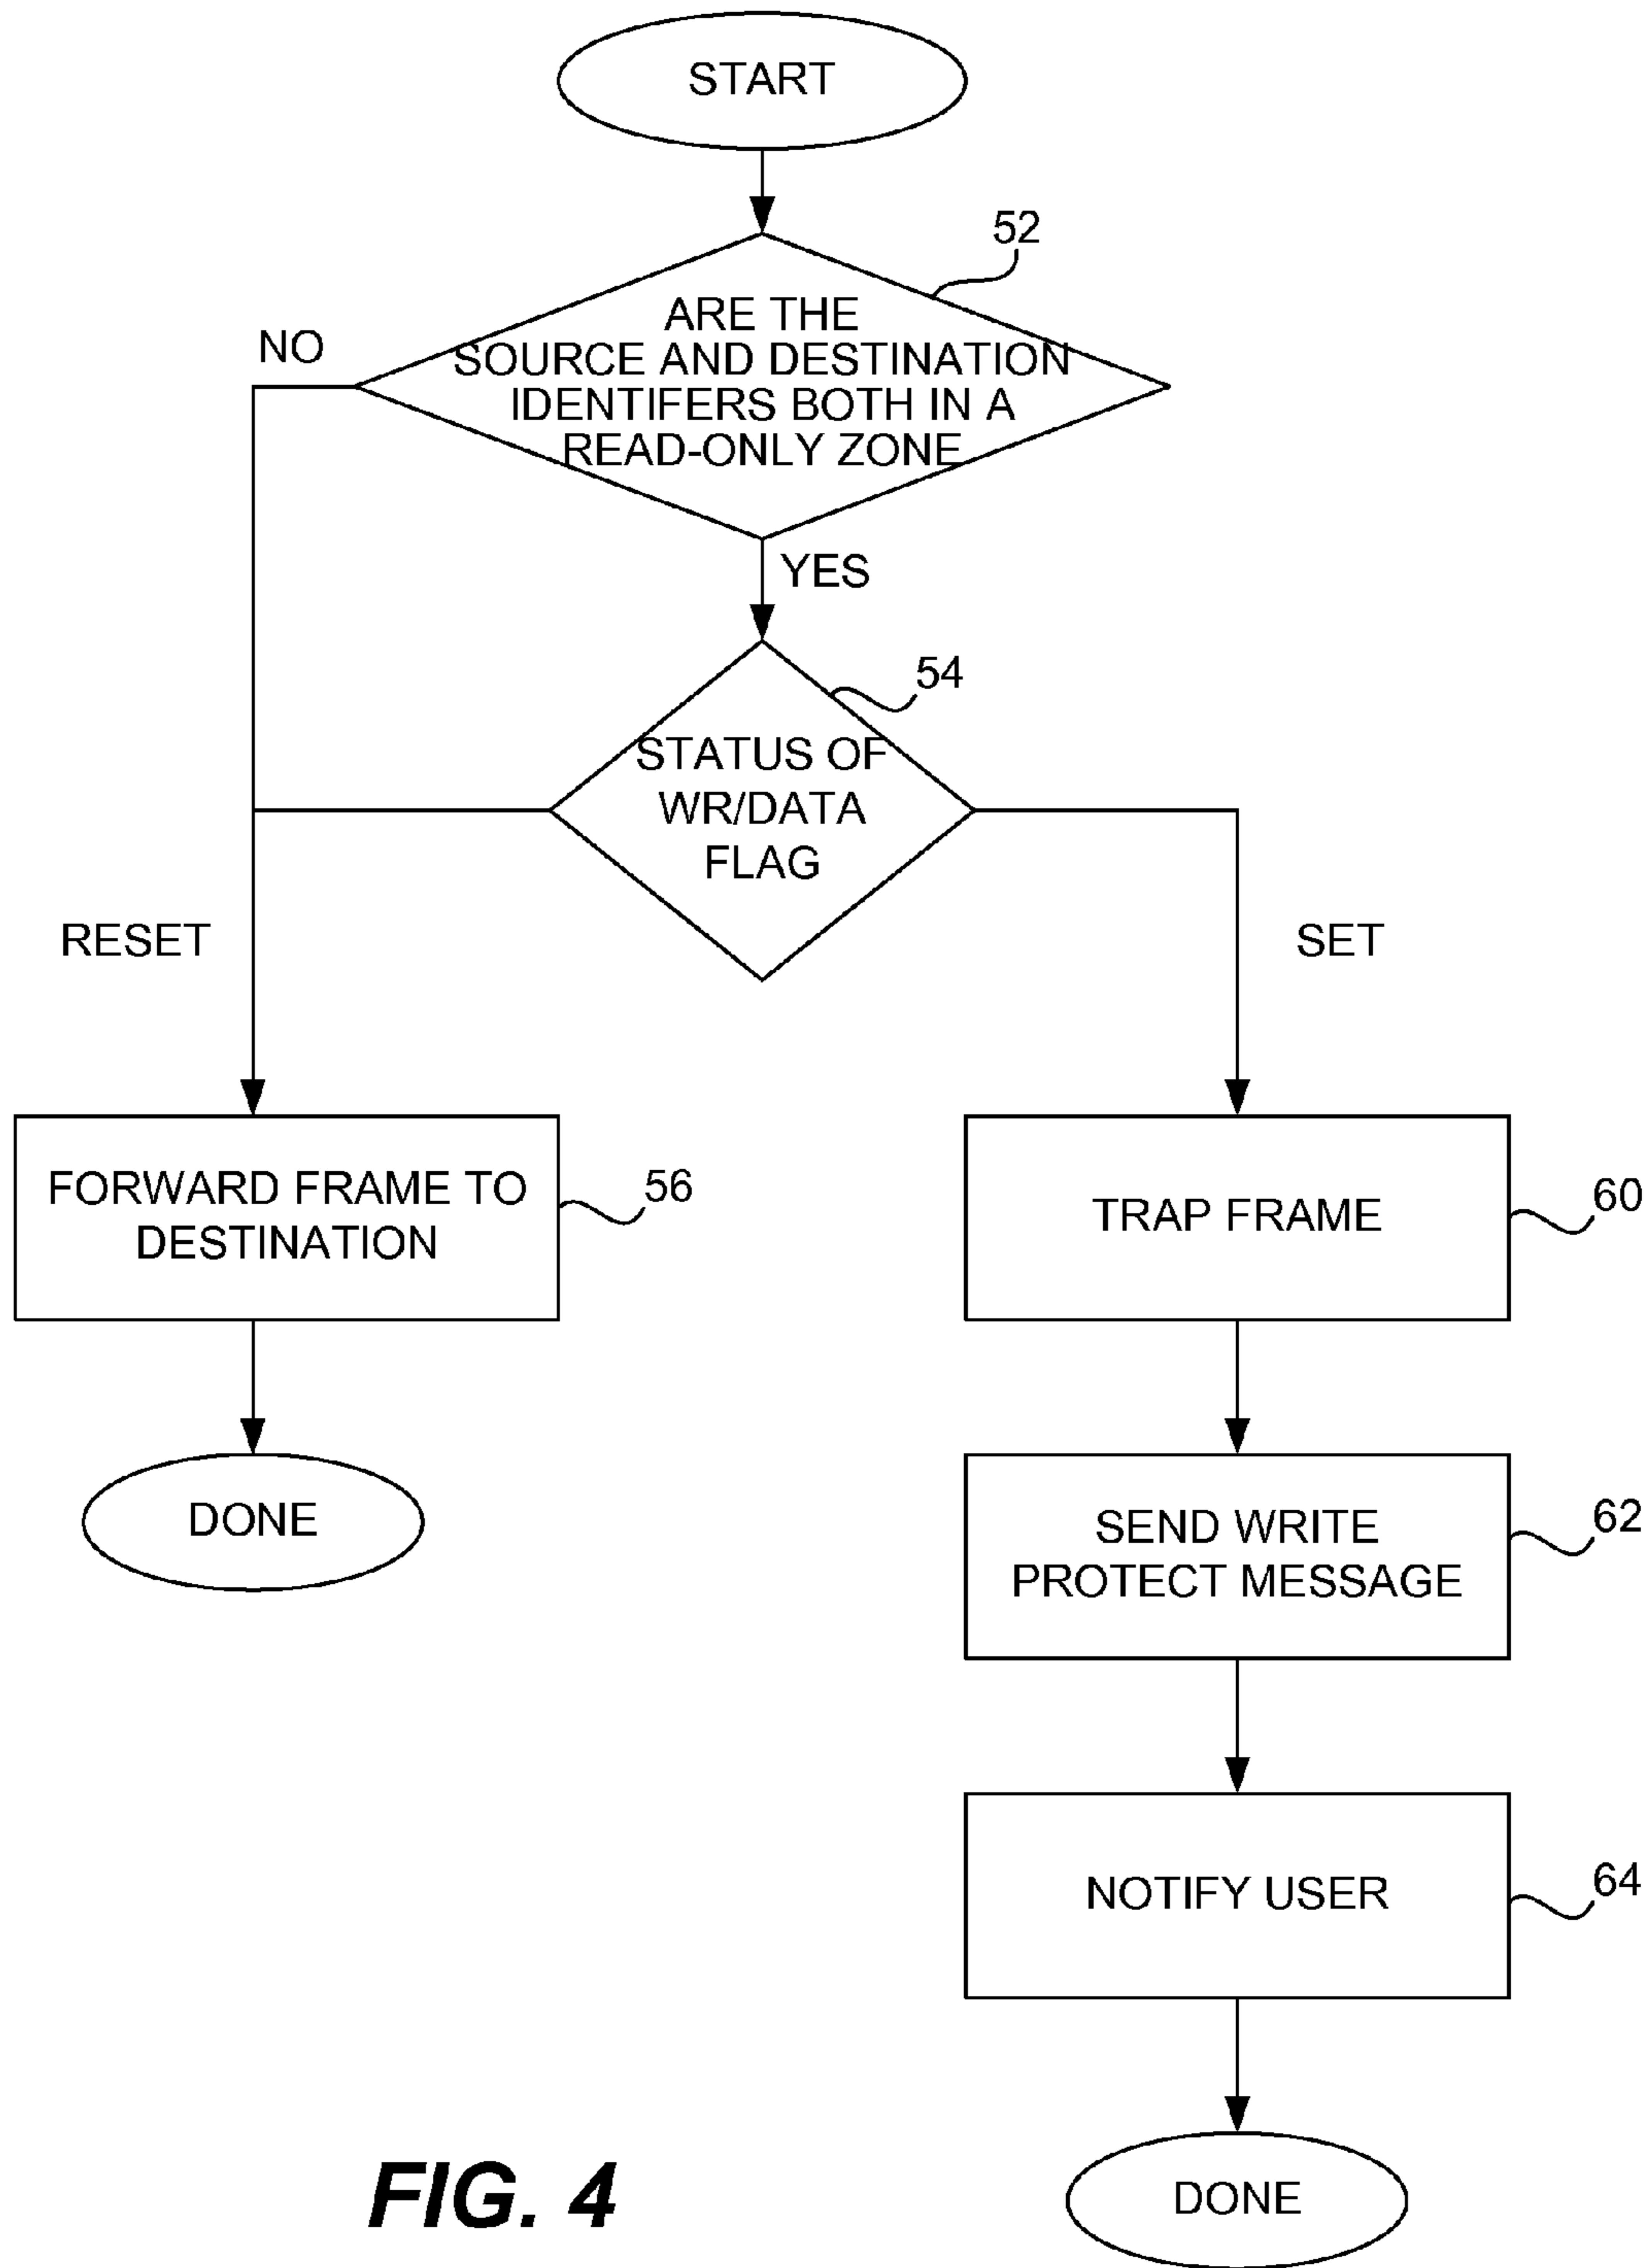 START
52
ARE THE
SOURCE AND DESTINATION
IDENTIFERS BOTH IN A
READ-ONLY ZONE
NO
YES
54
STATUS OF
WR/DATA
FLAG
RESET
SET
FORWARD FRAME TO
DESTINATION
56
TRAP FRAME
60
DONE
SEND WRITE
PROTECT MESSAGE
62
NOTIFY USER
64
DONE
FIG. 4